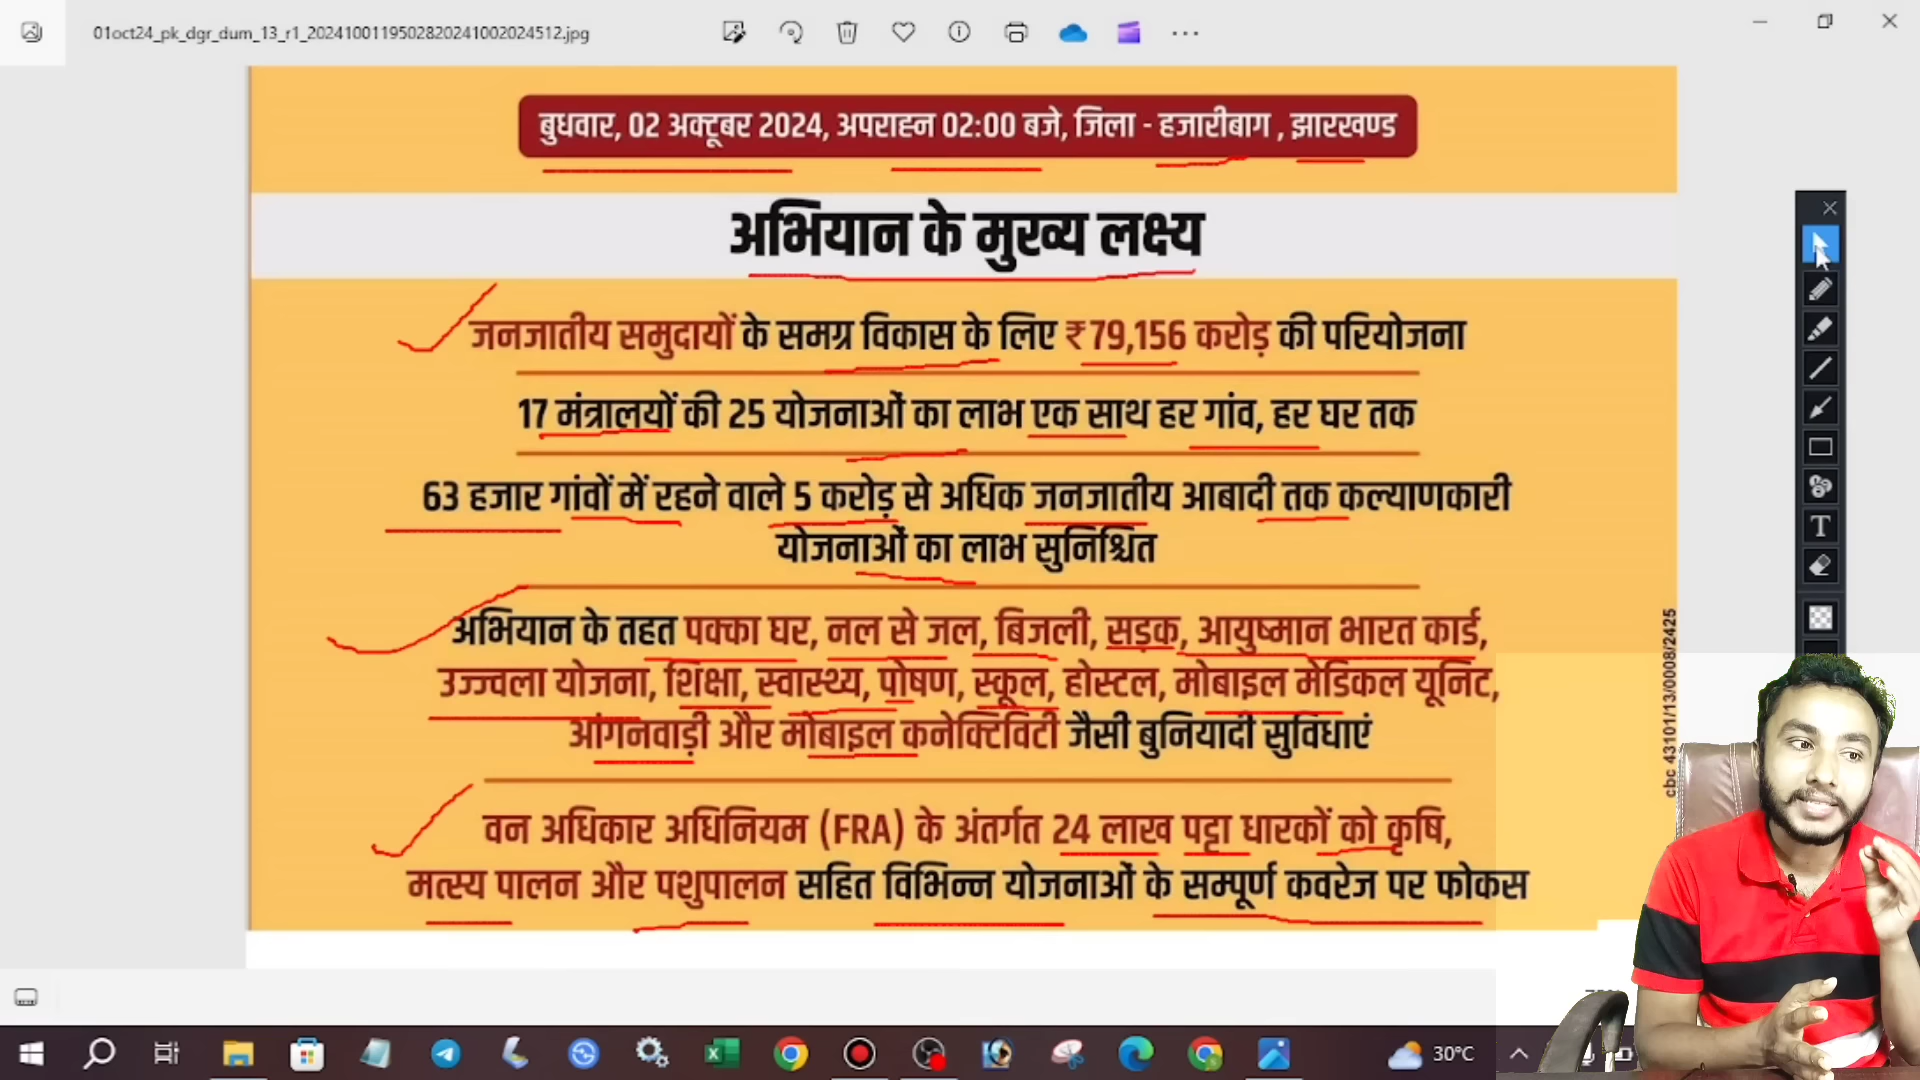 01oct24_pk_dgr_dum_13_r1_2024100119502820241002024512.jpg
बुधवार, 02 अक्टूबर 2024, अपराह्न 02:00 बजे, जिला - हजारीबाग , झारखण्ड
अभियान के मुख्य लक्ष्य
जनजातीय समुदायों के समग्र विकास के लिए ₹79,156 करोड़ की परियोजना
17 मंत्रालयों की 25 योजनाओं का लाभ एक साथ हर गांव, हर घर तक
63 हजार गांवों में रहने वाले 5 करोड़ से अधिक जनजातीय आबादी तक कल्याणकारी
योजनाओं का लाभ सुनिश्चित
अभियान के तहत पक्का घर, नल से जल, बिजली, सड़क, आयुष्मान भारत कार्ड,
उज्ज्वला योजना, शिक्षा, स्वास्थ्य, पोषण, स्कूल, होस्टल, मोबाइल मेडिकल यूनिट,
आंगनवाड़ी और मोबाइल कनेक्टिविटी जैसी बुनियादी सुविधाएं
वन अधिकार अधिनियम (FRA) के अंतर्गत 24 लाख पट्टा धारकों को कृषि,
मत्स्य पालन और पशुपालन सहित विभिन्न योजनाओं के सम्पूर्ण कवरेज पर फोकस
cbc 43101/13/0008/2425
30°C